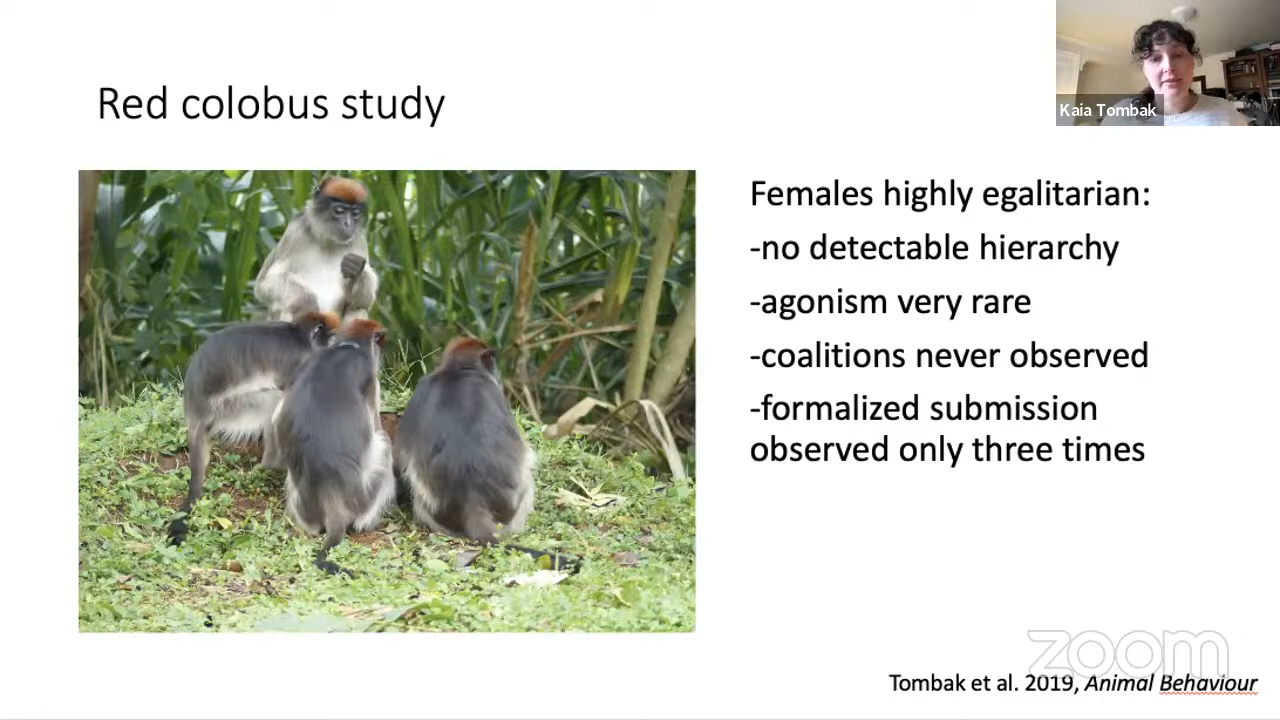 Red colobus study
Kaia Tombak
Females highly egalitarian:
-no detectable hierarchy
-agonism very rare
-coalitions never observed
-formalized submission
observed only three times
zoom
Tombak et al. 2019, Animal Behaviour